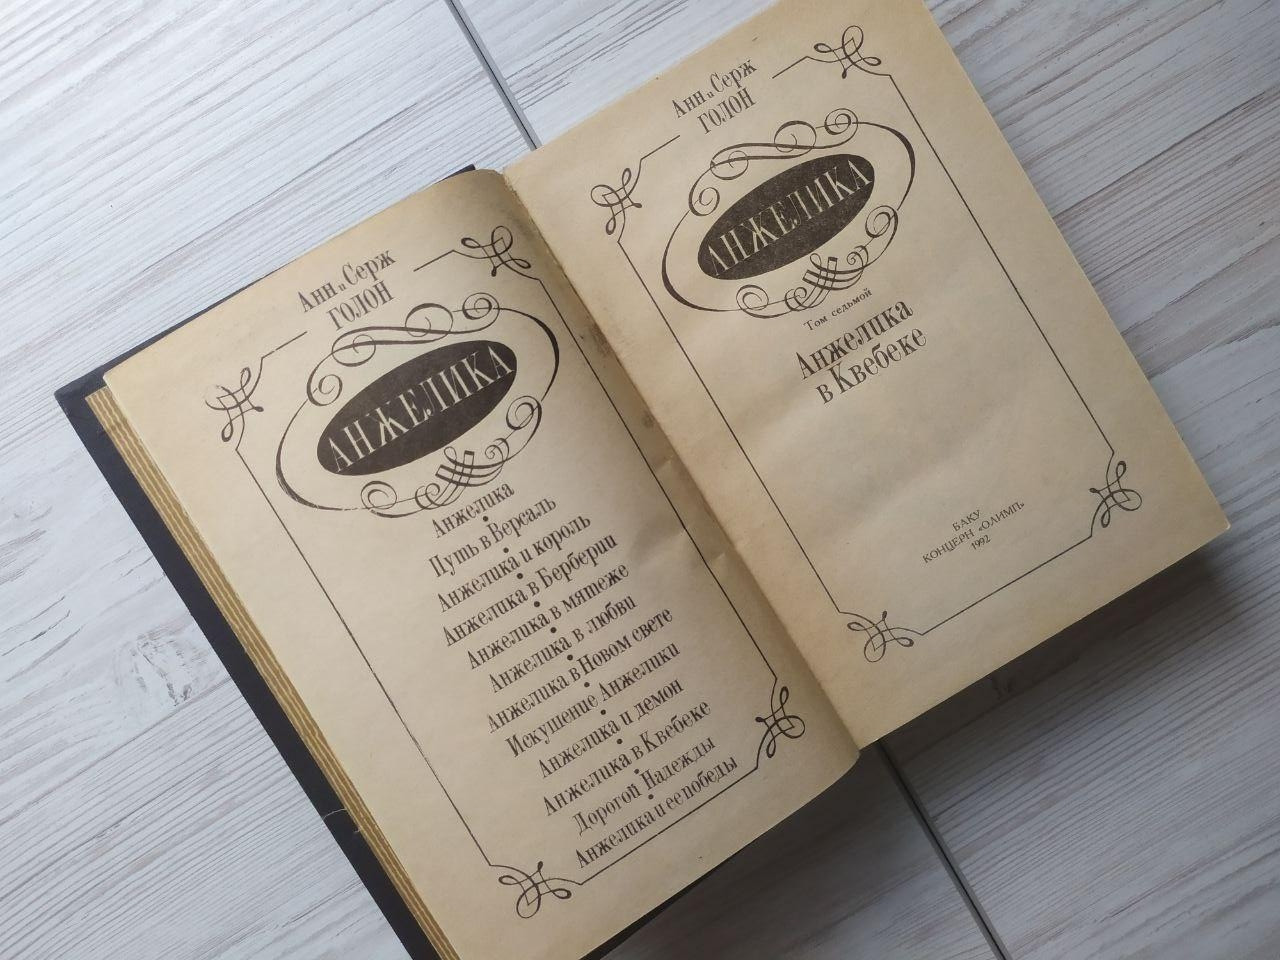 Анн и Серж
ГОЛОН
АНЖЕЛИКА
Анжелика
•
Путь в Версаль
•
Анжелика и король
•
Анжелика в Берберии
•
Анжелика в мятеже
•
Анжелика в любви
•
Анжелика в Новом свете
•
Искушение Анжелики
•
Анжелика и демон
•
Анжелика в Квебеке
•
Дорогой Надежды
•
Анжелика и ее победы
Анн и Серж
ГОЛОН
АНЖЕЛИКА
Том седьмой
Анжелика
в Квебеке
БАКУ
КОНЦЕРН «ОЛИМП»
1992